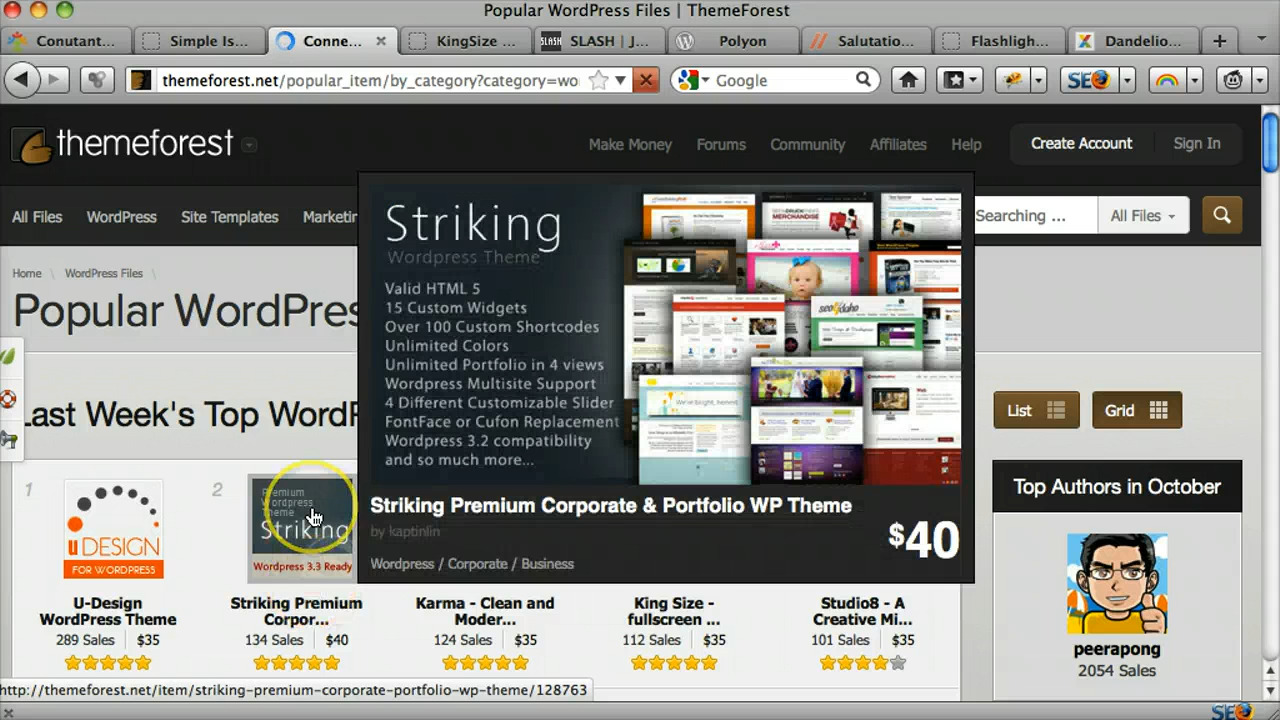 Popular WordPress Files | ThemeForest
Conutant...
Simple Is...
Conne...
KingSize ...
SLASH
SLASH | J...
Polyon
Salutatio...
Flashligh...
Dandelio...
themeforest.net/popular_item/by_category?category=wo
Google
SEO
themeforest
Make Money
Forums
Community
Affiliates
Help
Create Account
Sign In
All Files
WordPress
Site Templates
Marketin
Searching ...
All Files
Home
WordPress Files
Popular WordPres
Last Week's Top WordF
Striking
Wordpress Theme
Valid HTML 5
15 Custom Widgets
Over 100 Custom Shortcodes
Unlimited Colors
Unlimited Portfolio in 4 views
Wordpress Multisite Support
4 Different Customizable Slider
FontFace or Curon Replacement
Wordpress 3.2 compatibility
and so much more...
Striking Premium Corporate & Portfolio WP Theme
by kaptinlin
$40
Wordpress / Corporate / Business
List
Grid
Top Authors in October
peerapong
2054 Sales
1
uDESIGN
FOR WORDPRESS
U-Design
WordPress Theme
289 Sales
$35
2
Premium
Wordpress
Theme
Striking
Wordpress 3.3 Ready
Striking Premium
Corpor...
134 Sales
$40
Karma - Clean and
Moder...
124 Sales
$35
King Size -
fullscreen ...
112 Sales
$35
Studio8 - A
Creative Mi...
101 Sales
$35
http://themeforest.net/item/striking-premium-corporate-portfolio-wp-theme/128763
SEO